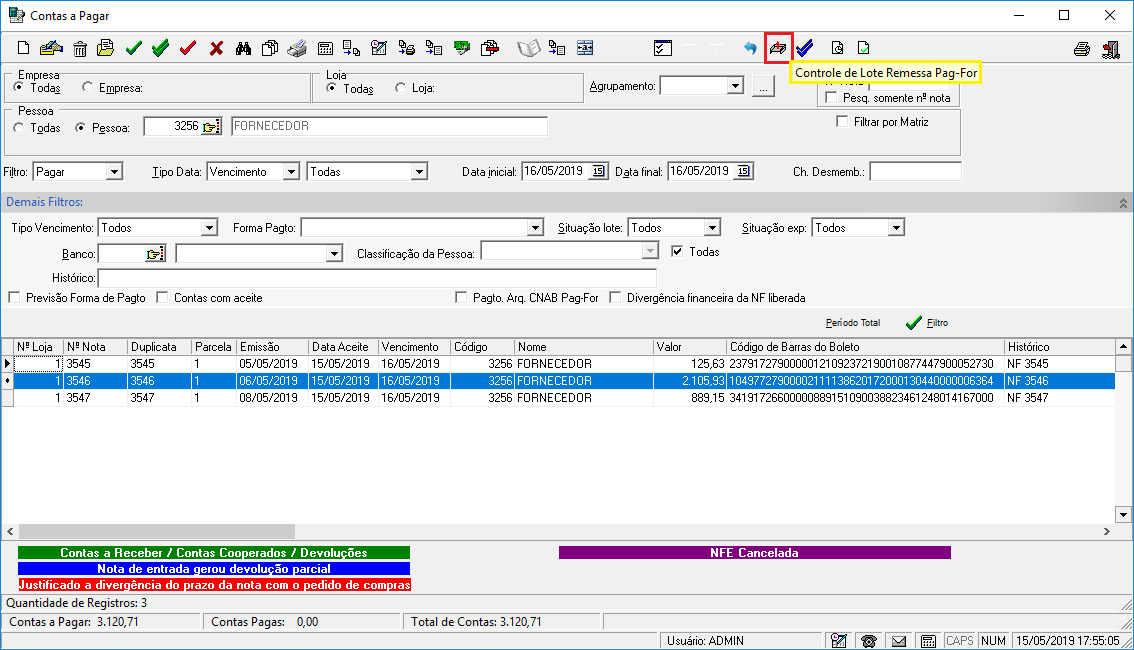 Contas a Pagar
Controle de Lote Remessa Pag-For
Empresa
Todas
Empresa:
Loja
Todas
Loja:
Agrupamento:
...
Pesq. somente nº nota
Pessoa
Todas
Pessoa:
3256
FORNECEDOR
Filtrar por Matriz
Filtro:
Pagar
Tipo Data:
Vencimento
Todas
Data inicial:
16/05/2019
15
Data final:
16/05/2019
15
Ch. Desmemb.:
Demais Filtros:
Tipo Vencimento:
Todos
Forma Pagto:
Situação lote:
Todos
Situação exp:
Todos
Banco:
Classificação da Pessoa:
Todas
Histórico:
Previsão Forma de Pagto
Contas com aceite
Pagto. Arq. CNAB Pag-For
Divergência financeira da NF liberada
Período Total
Filtro
Nº Loja Nº Nota Duplicata Parcela Emissão Data Aceite Vencimento Código Nome Valor Código de Barras do Boleto Histórico
1 3545 3545 1 05/05/2019 15/05/2019 16/05/2019 3256 FORNECEDOR 125,63 23791727900000121092372190010877447900052730 NF 3545
1 3546 3546 1 06/05/2019 15/05/2019 16/05/2019 3256 FORNECEDOR 2.105,93 10497727900002111138620172000130440000006364 NF 3546
1 3547 3547 1 08/05/2019 15/05/2019 16/05/2019 3256 FORNECEDOR 889,15 34191726600000889151090038823461248014167000 NF 3547
Contas a Receber / Contas Cooperados / Devoluções
NFE Cancelada
Nota de entrada gerou devolução parcial
Justificado a divergência do prazo da nota com o pedido de compras
Quantidade de Registros: 3
Contas a Pagar: 3.120,71
Contas Pagas: 0,00
Total de Contas: 3.120,71
Usuário: ADMIN
CAPS
NUM
15/05/2019 17:55:05